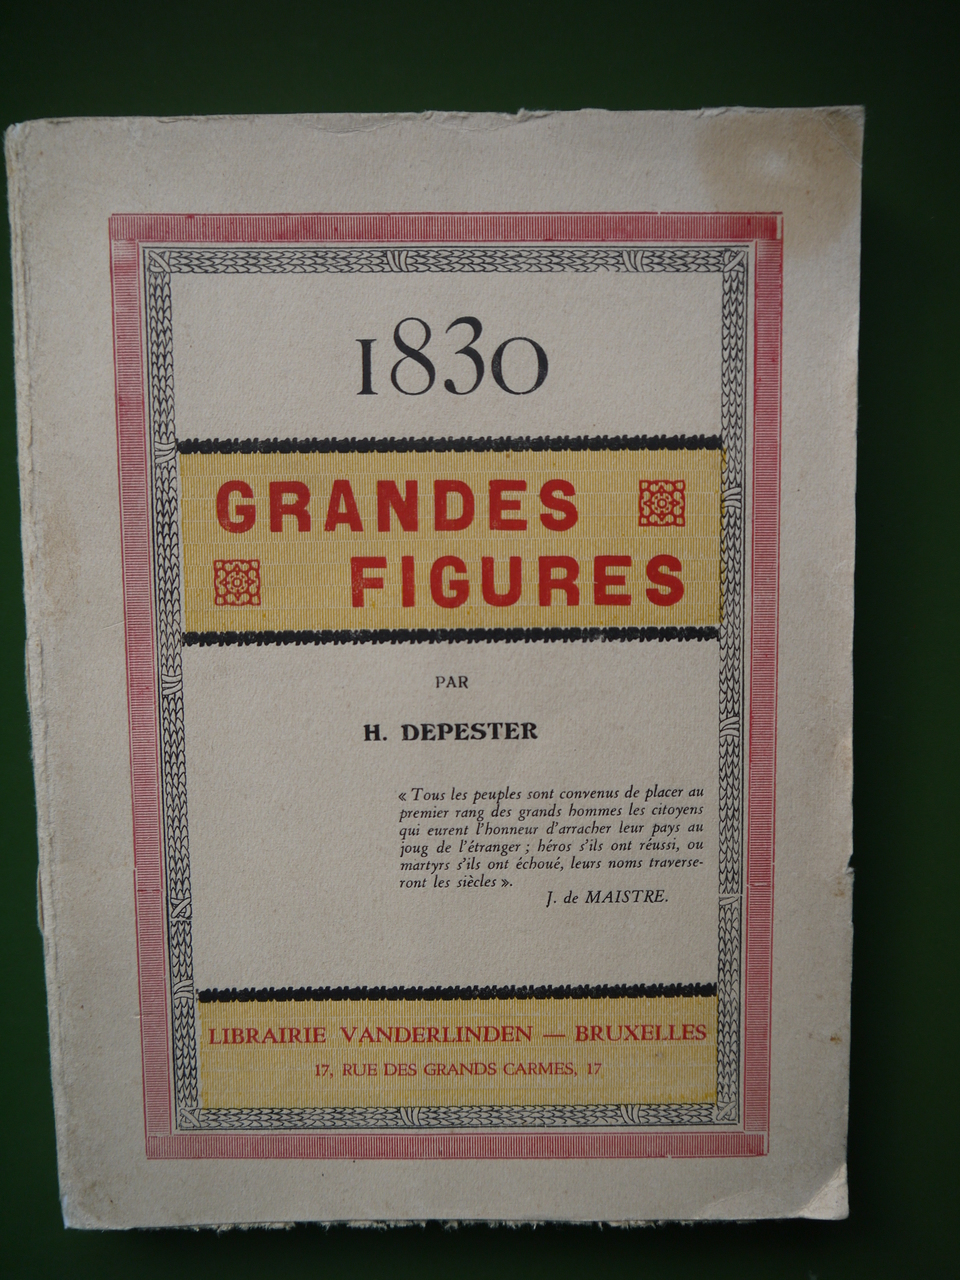 1830
GRANDES
FIGURES
PAR
H. DEPESTER
« Tous les peuples sont convenus de placer au
premier rang des grands hommes les citoyens
qui eurent l'honneur d'arracher leur pays au
joug de l'étranger ; héros s'ils ont réussi, ou
martyrs s'ils ont échoué, leurs noms traverse-
ront les siècles ».
J. de MAISTRE.
LIBRAIRIE VANDERLINDEN — BRUXELLES
17, RUE DES GRANDS CARMES, 17